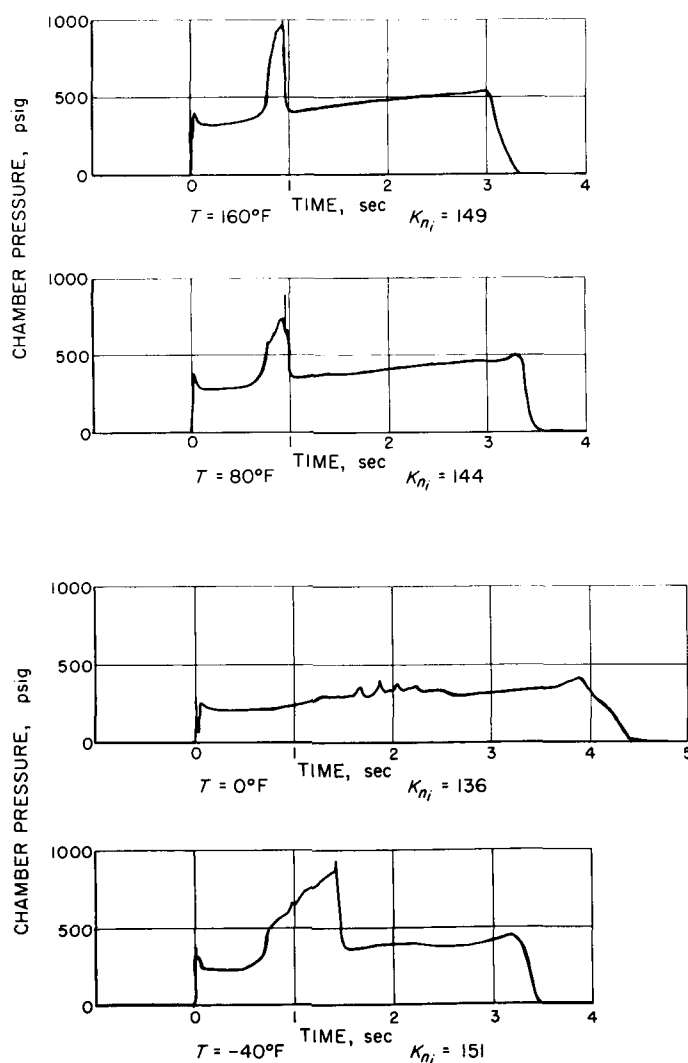 CHAMBER PRESSURE, psig
1000
500
0
0 1 2 3 4
TIME, sec
T = 160°F Kni = 149
1000
500
0
0 1 2 3 4
TIME, sec
T = 80°F Kni = 144
CHAMBER PRESSURE, psig
1000
500
0
0 1 2 3 4 5
TIME, sec
T = 0°F Kni = 136
1000
500
0
0 1 2 3 4
TIME, sec
T = -40°F Kni = 151